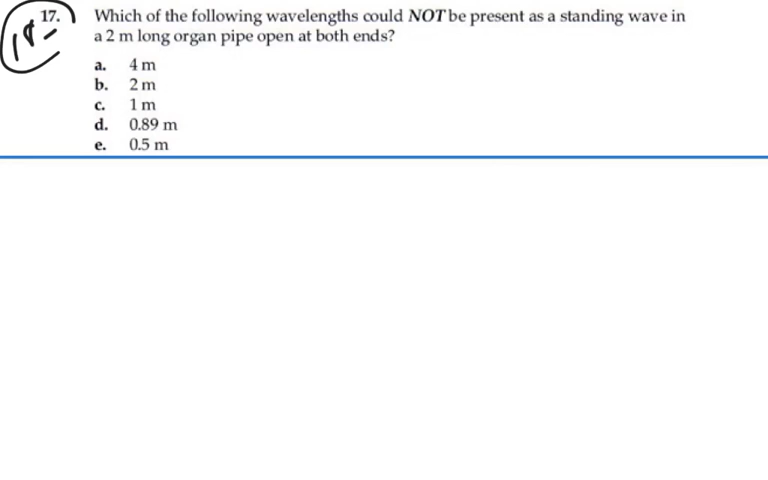 17. Which of the following wavelengths could NOT be present as a standing wave in
a 2 m long organ pipe open at both ends?
a. 4 m
b. 2 m
c. 1 m
d. 0.89 m
e. 0.5 m